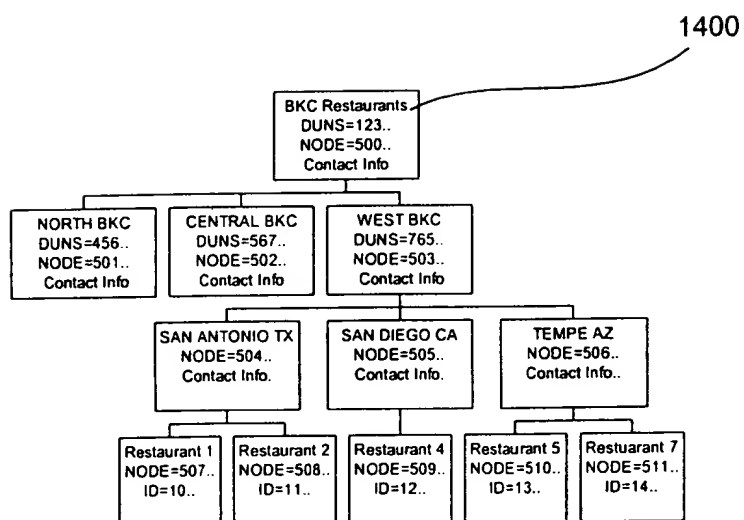 1400
BKC Restaurants
DUNS=123..
NODE=500..
Contact Info
NORTH BKC
DUNS=456..
NODE=501..
Contact Info
CENTRAL BKC
DUNS=567..
NODE=502..
Contact Info
WEST BKC
DUNS=765..
NODE=503..
Contact Info
SAN ANTONIO TX
NODE=504..
Contact Info.
SAN DIEGO CA
NODE=505..
Contact Info.
TEMPE AZ
NODE=506..
Contact Info..
Restaurant 1
NODE=507..
ID=10..
Restaurant 2
NODE=508..
ID=11..
Restaurant 4
NODE=509..
ID=12..
Restaurant 5
NODE=510..
ID=13..
Restuarant 7
NODE=511..
ID=14..